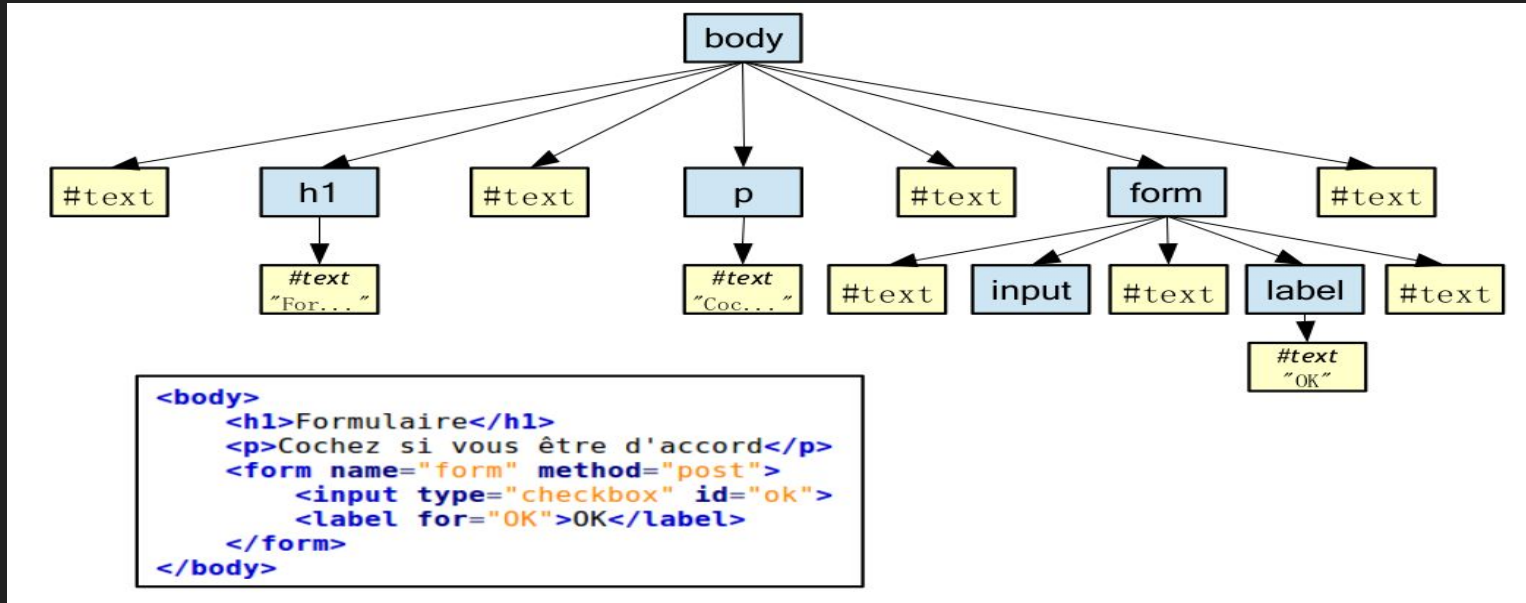 body
#text h1 #text p #text form #text
#text "For..."
#text "Coc..."
#text input #text label #text
#text "OK"
<body>
<h1>Formulaire</h1>
<p>Cochez si vous être d'accord</p>
<form name="form" method="post">
<input type="checkbox" id="ok">
<label for="OK">OK</label>
</form>
</body>